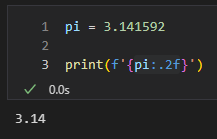 1 pi = 3.141592
2
3 print(f'{pi:.2f}')
0.0s
3.14